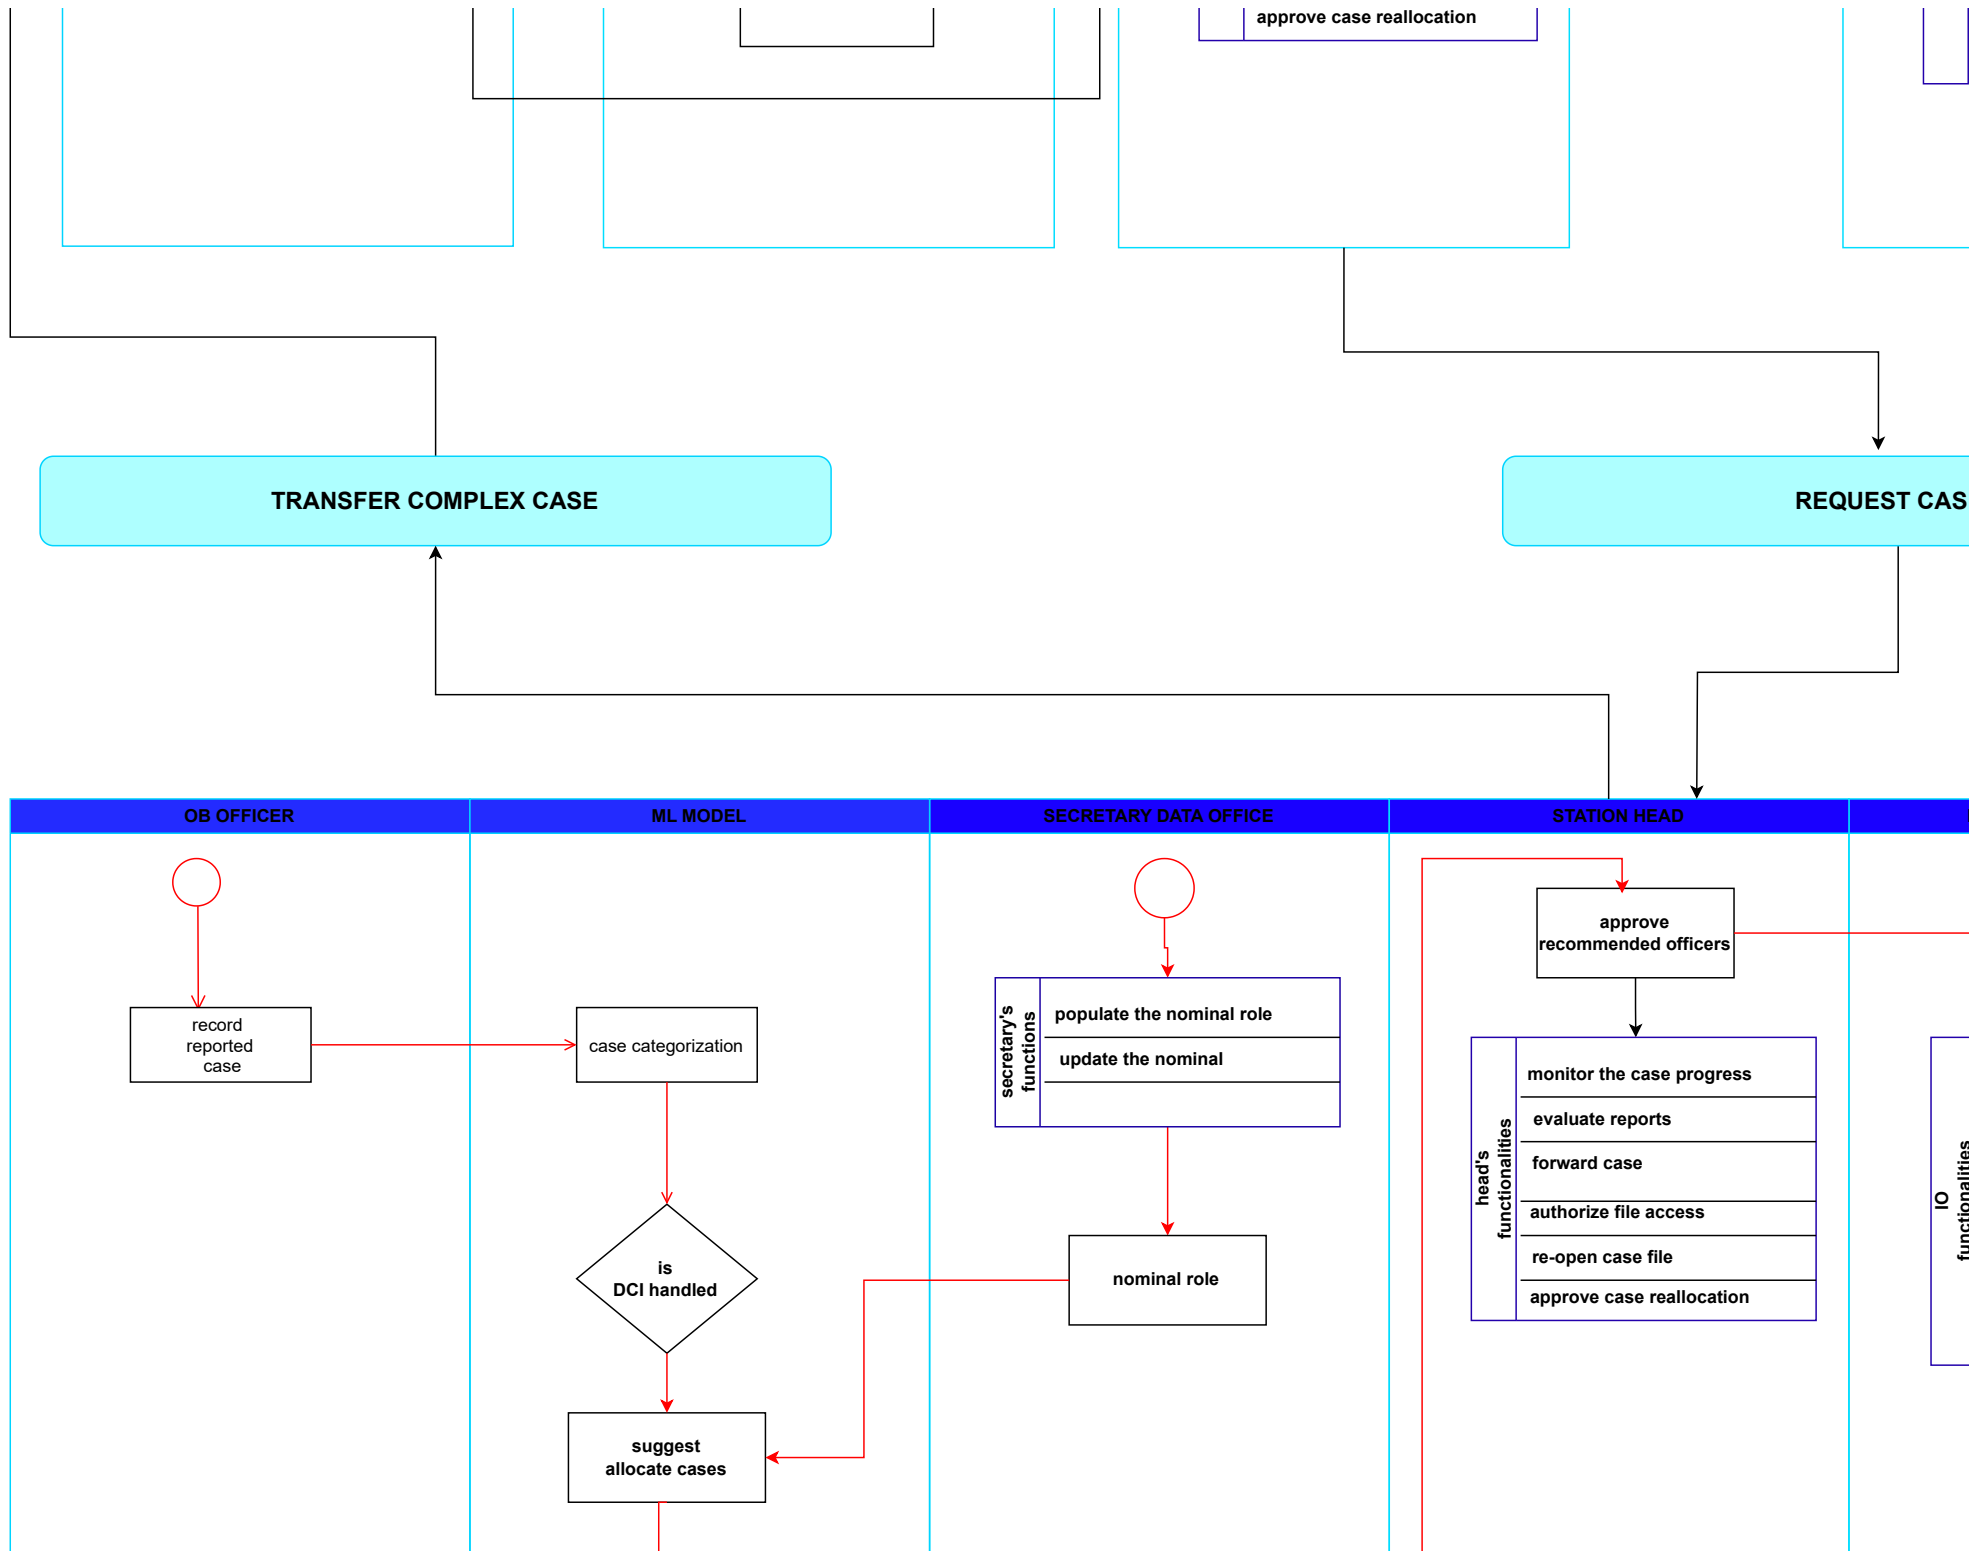 approve case reallocation
TRANSFER COMPLEX CASE
REQUEST CAS
OB OFFICER
ML MODEL
SECRETARY DATA OFFICE
STATION HEAD
record
reported
case
case categorization
is
DCI handled
suggest
allocate cases
secretary's
functions
populate the nominal role
update the nominal
nominal role
approve
recommended officers
head's
functionalities
monitor the case progress
evaluate reports
forward case
authorize file access
re-open case file
approve case reallocation
IO
functionalities